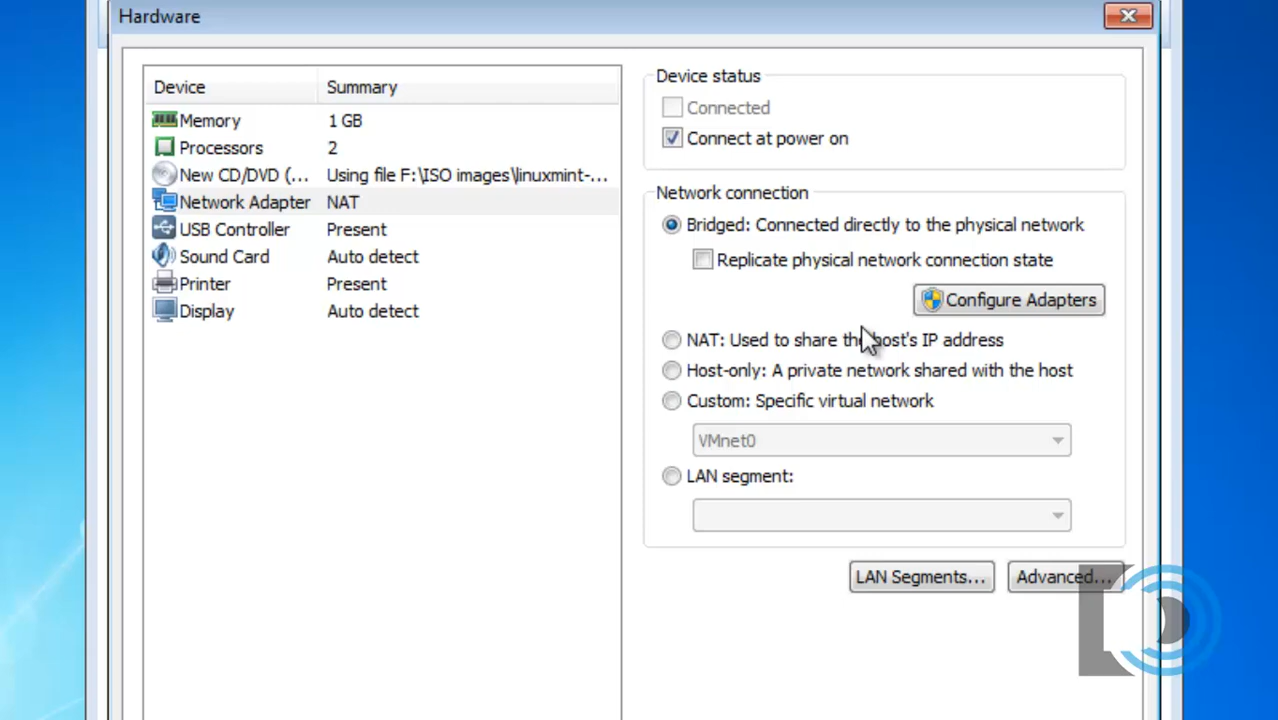 Hardware
Device Summary
Memory 1 GB
Processors 2
New CD/DVD (... Using file F:\ISO images\linuxmint-...
Network Adapter NAT
USB Controller Present
Sound Card Auto detect
Printer Present
Display Auto detect
Device status
Connected
Connect at power on
Network connection
Bridged: Connected directly to the physical network
Replicate physical network connection state
Configure Adapters
NAT: Used to share the host's IP address
Host-only: A private network shared with the host
Custom: Specific virtual network
VMnet0
LAN segment:
LAN Segments... Advanced...